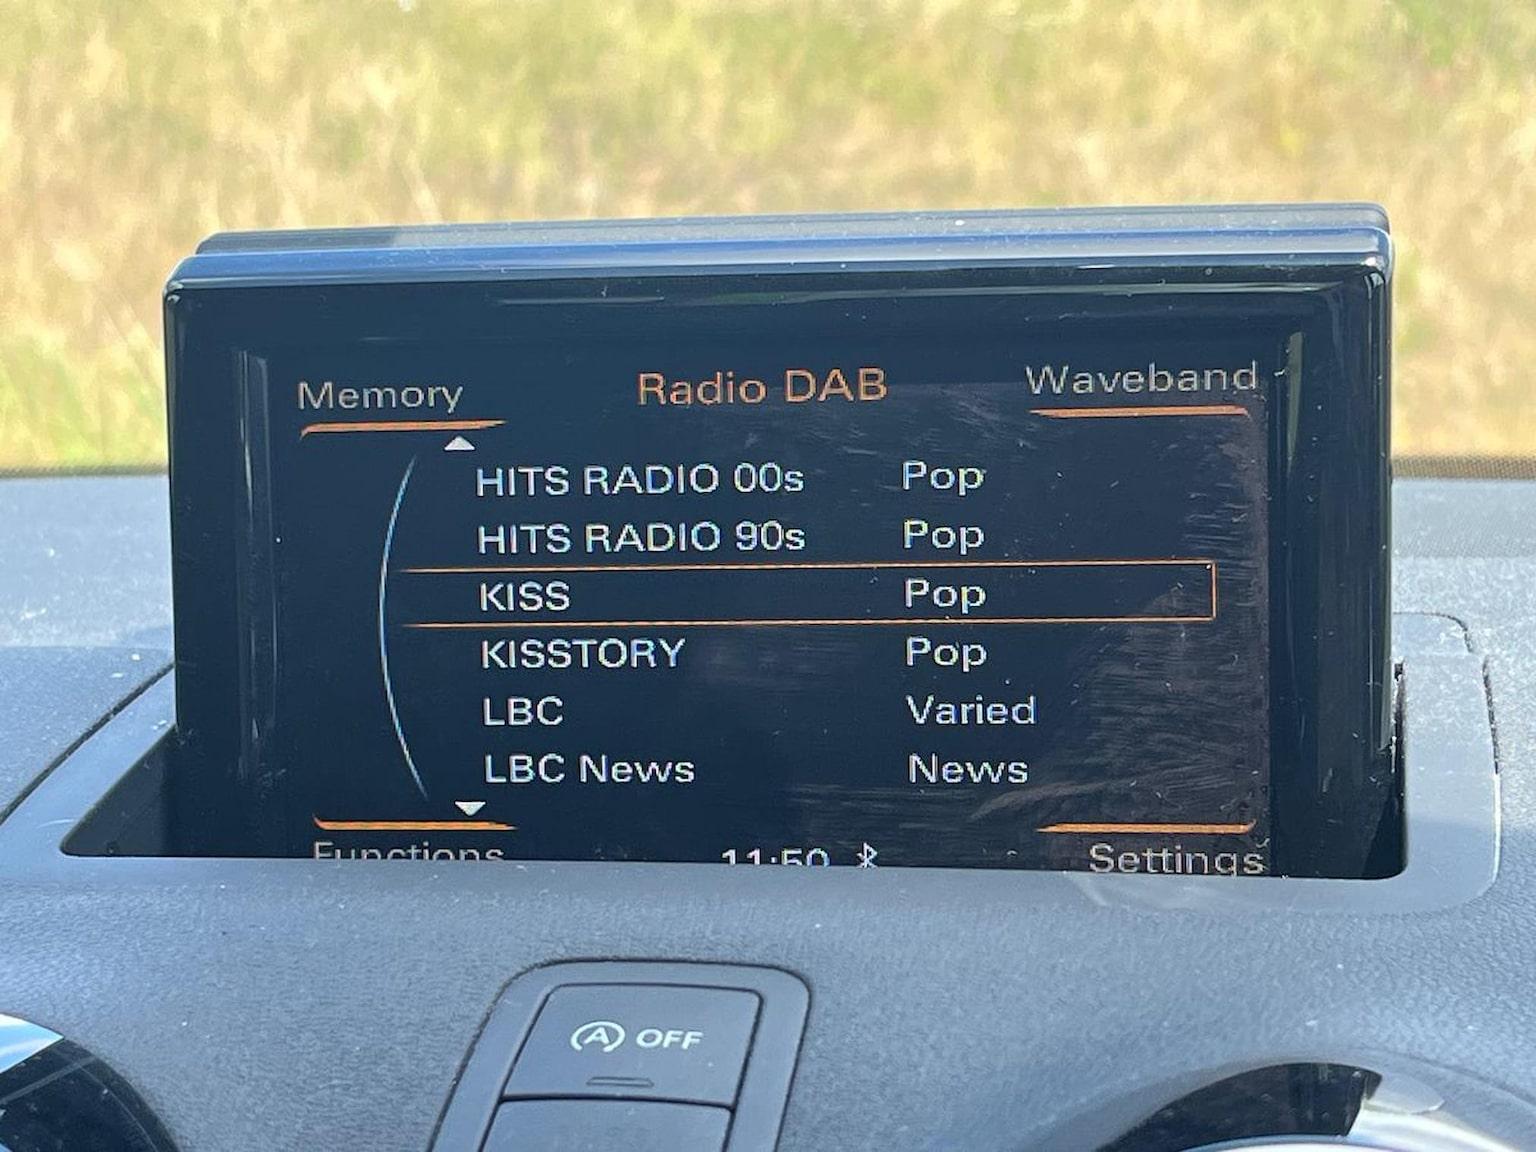 Memory Radio DAB Waveband
HITS RADIO 00s Pop
HITS RADIO 90s Pop
KISS Pop
KISSTORY Pop
LBC Varied
LBC News News
Functions 11:50 Settings
A OFF